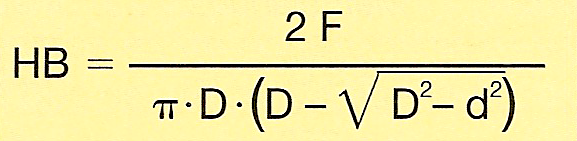 HB = 2 F / π·D·(D – √D²– d²)